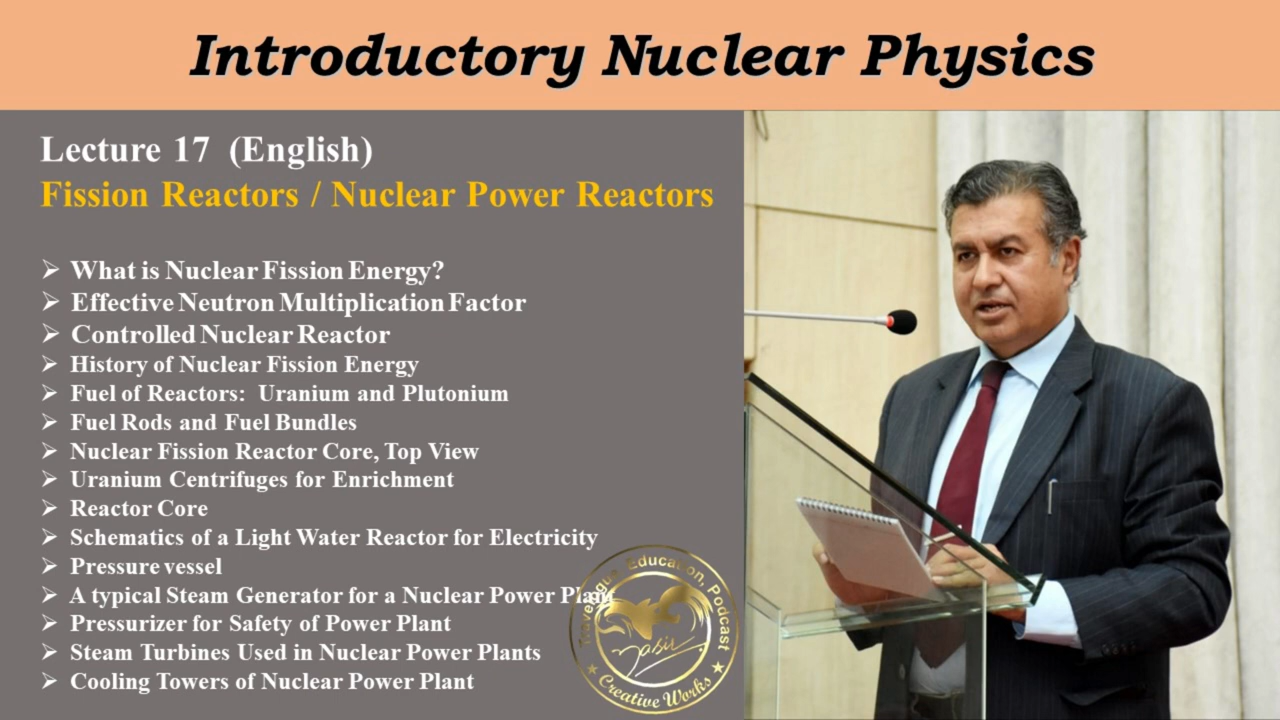 Introductory Nuclear Physics
Lecture 17 (English)
Fission Reactors / Nuclear Power Reactors
➢ What is Nuclear Fission Energy?
➢ Effective Neutron Multiplication Factor
➢ Controlled Nuclear Reactor
➢ History of Nuclear Fission Energy
➢ Fuel of Reactors: Uranium and Plutonium
➢ Fuel Rods and Fuel Bundles
➢ Nuclear Fission Reactor Core, Top View
➢ Uranium Centrifuges for Enrichment
➢ Reactor Core
➢ Schematics of a Light Water Reactor for Electricity
➢ Pressure vessel
➢ A typical Steam Generator for a Nuclear Power Plant
➢ Pressurizer for Safety of Power Plant
➢ Steam Turbines Used in Nuclear Power Plants
➢ Cooling Towers of Nuclear Power Plant
Education, Podcast
Yasir
★ Creative Works ★